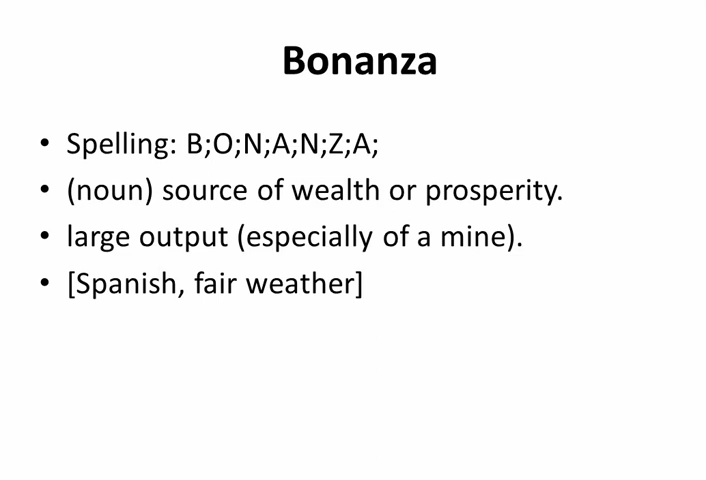 Bonanza
• Spelling: B;O;N;A;N;Z;A;
• (noun) source of wealth or prosperity.
• large output (especially of a mine).
• [Spanish, fair weather]